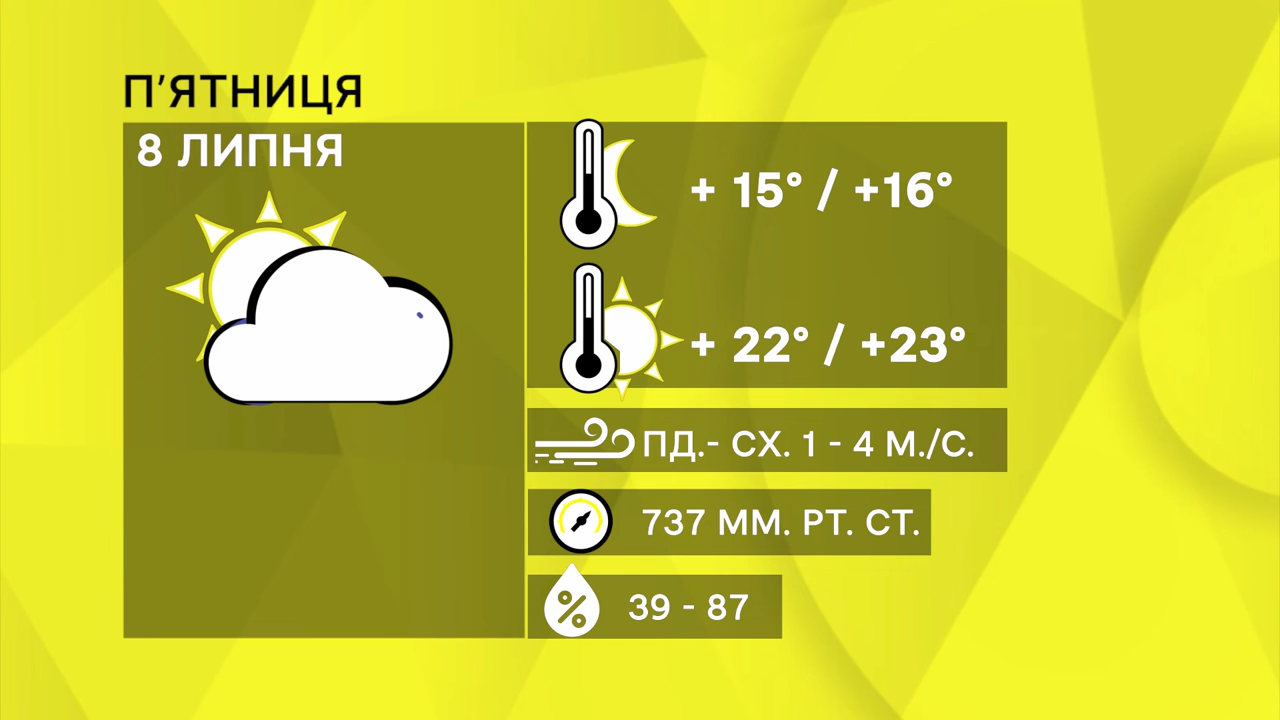 П'ЯТНИЦЯ
8 ЛИПНЯ
+ 15° / +16°
+ 22° / +23°
ПД.- СХ. 1 - 4 М./С.
737 ММ. РТ. СТ.
% 39 - 87